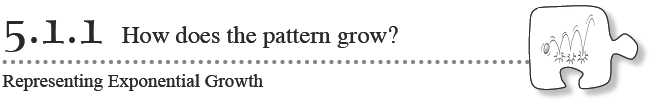 5.1.1 How does the pattern grow?
Representing Exponential Growth